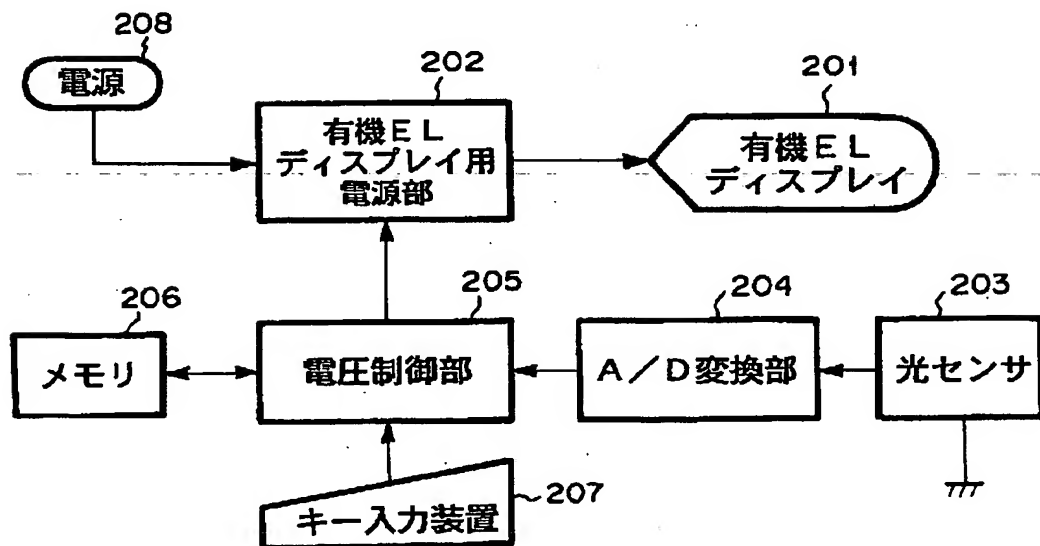 208
電源
202
有機EL
ディスプレイ用
電源部
201
有機EL
ディスプレイ
206
メモリ
205
電圧制御部
204
A/D変換部
203
光センサ
207
キー入力装置